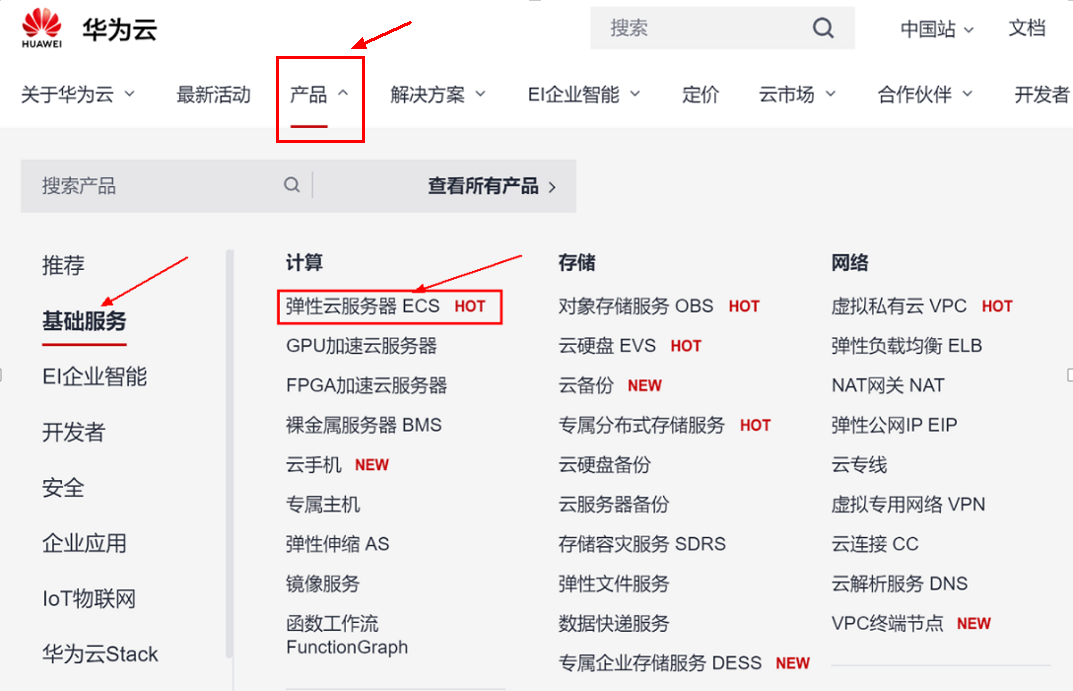 HUAWEI
华为云
搜索
中国站
文档
关于华为云
最新活动
产品
解决方案
EI企业智能
定价
云市场
合作伙伴
开发者
搜索产品
查看所有产品
推荐
基础服务
EI企业智能
开发者
安全
企业应用
IoT物联网
华为云Stack
计算
弹性云服务器 ECS HOT
GPU加速云服务器
FPGA加速云服务器
裸金属服务器 BMS
云手机 NEW
专属主机
弹性伸缩 AS
镜像服务
函数工作流
FunctionGraph
存储
对象存储服务 OBS HOT
云硬盘 EVS HOT
云备份 NEW
专属分布式存储服务 HOT
云硬盘备份
云服务器备份
存储容灾服务 SDRS
弹性文件服务
数据快递服务
专属企业存储服务 DESS NEW
网络
虚拟私有云 VPC HOT
弹性负载均衡 ELB
NAT网关 NAT
弹性公网IP EIP
云专线
虚拟专用网络 VPN
云连接 CC
云解析服务 DNS
VPC终端节点 NEW